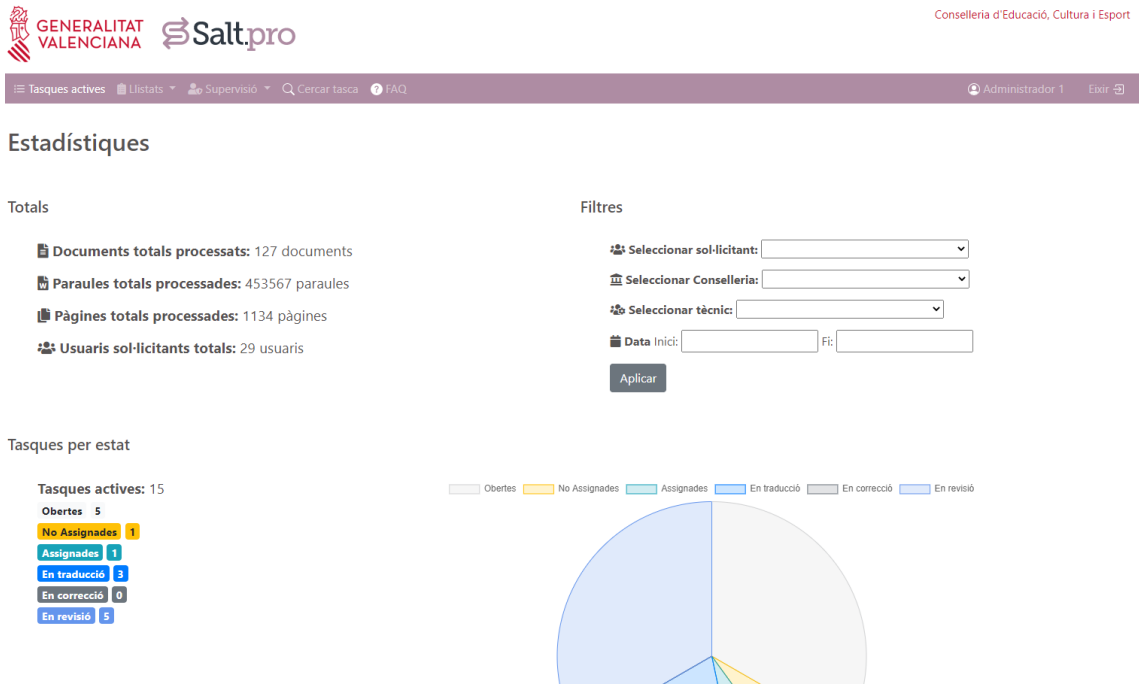 GENERALITAT
VALENCIANA
Salt.pro
Conselleria d'Educació, Cultura i Esport
Tasques actives Llistats Supervisió Cercar tasca FAQ Administrador 1 Eixir
Estadístiques
Totals
Documents totals processats: 127 documents
Paraules totals processades: 453567 paraules
Pàgines totals processades: 1134 pàgines
Usuaris sol·licitants totals: 29 usuaris
Filtres
Seleccionar sol·licitant:
Seleccionar Conselleria:
Seleccionar tècnic:
Data Inici: Fi:
Aplicar
Tasques per estat
Tasques actives: 15
Obertes 5
No Assignades 1
Assignades 1
En traducció 3
En correcció 0
En revisió 5
Obertes No Assignades Assignades En traducció En correcció En revisió